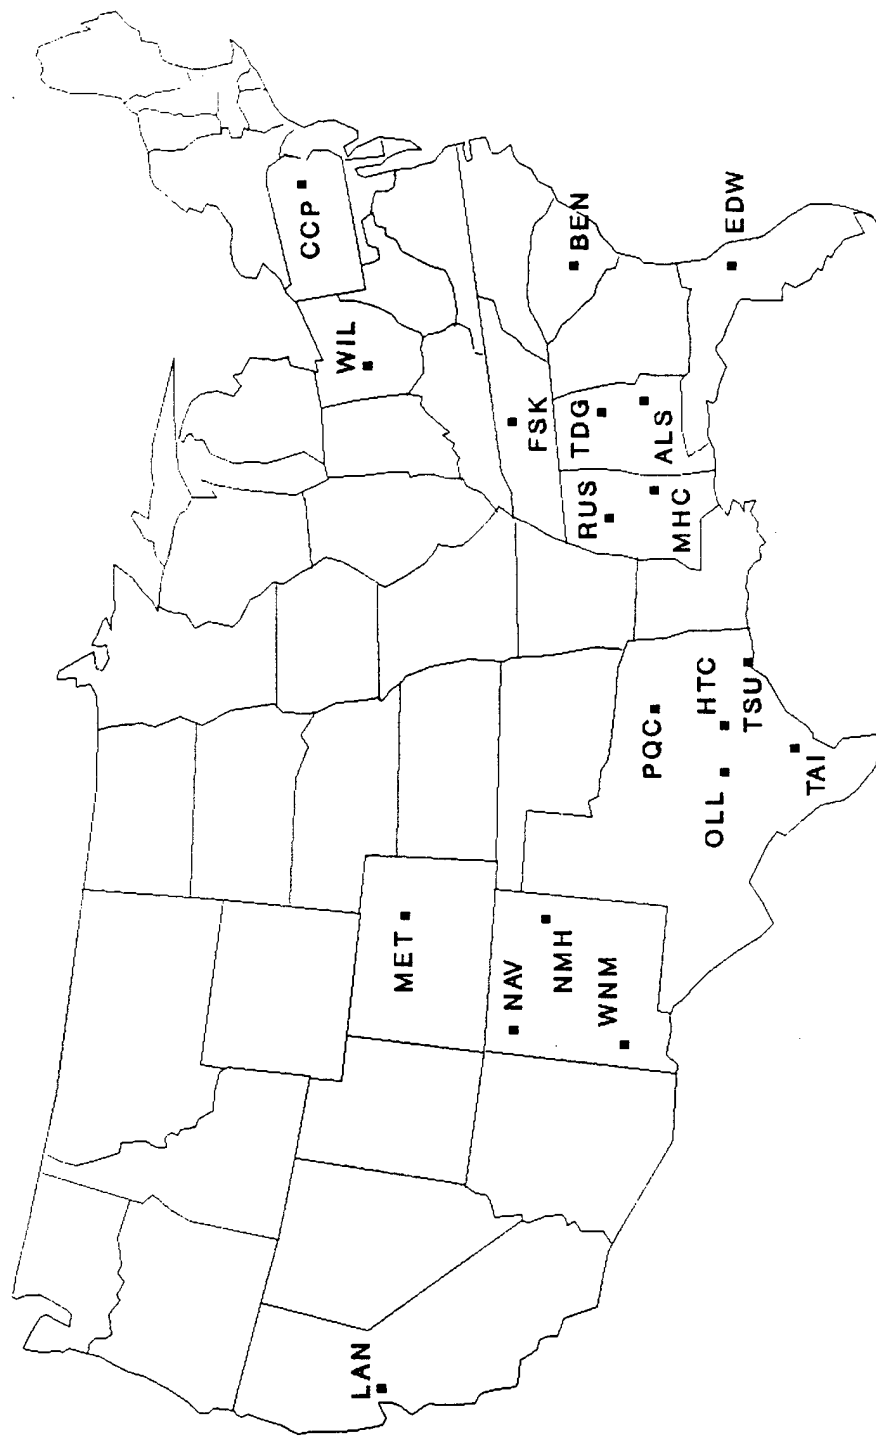 CCP
WIL
LAN
MET
NAV
NMH
WNM
FSK
BEN
TDG
RUS
ALS
MHC
EDW
PQC
HTC
OLL
TSU
TAI